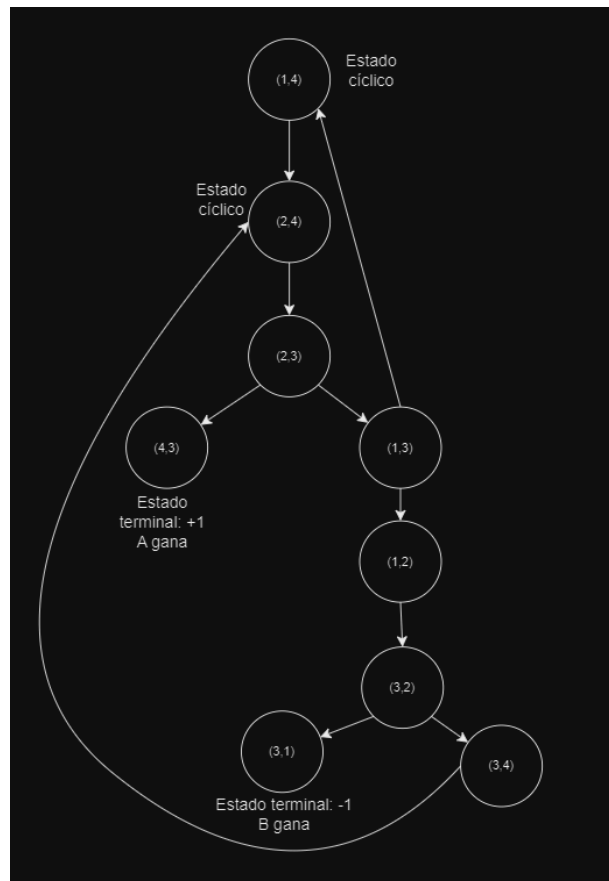 (1,4)
Estado
cíclico
Estado
cíclico
(2,4)
(2,3)
(4,3)
(1,3)
Estado
terminal: +1
A gana
(1,2)
(3,2)
(3,1)
(3,4)
Estado terminal: -1
B gana